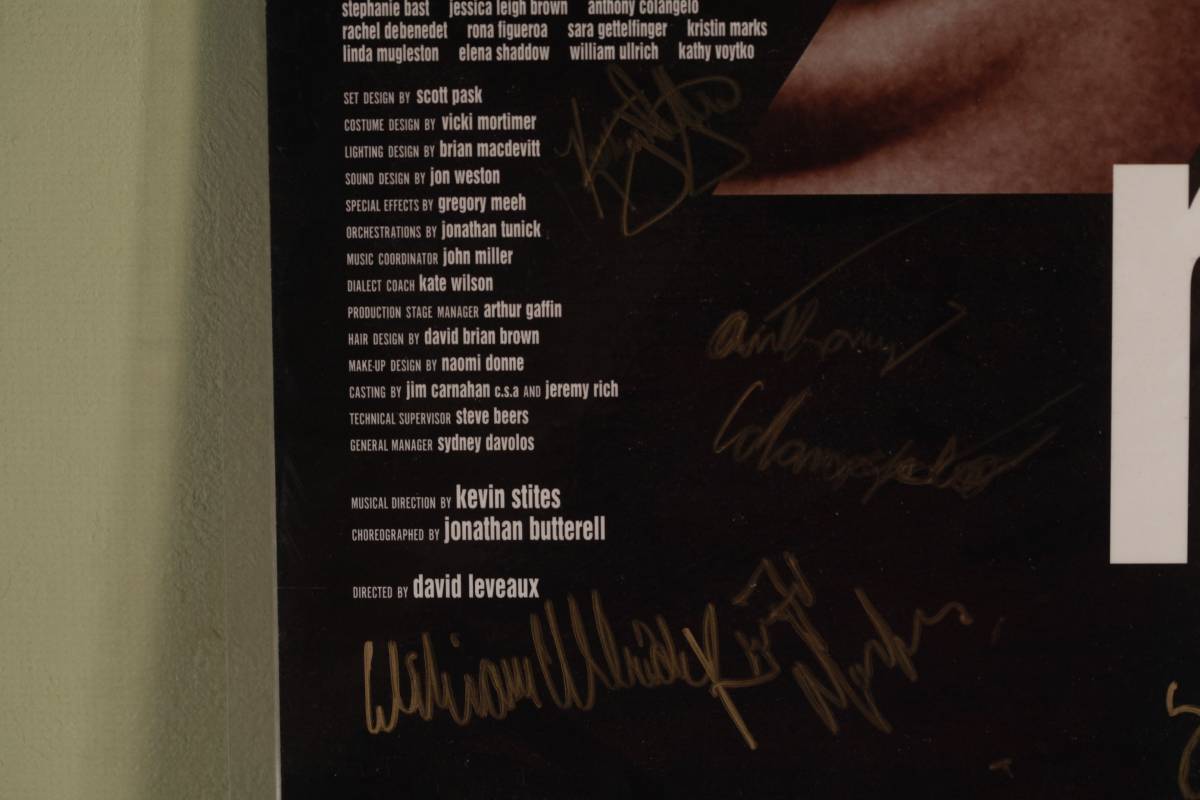 stephanie bast jessica leigh brown anthony colangelo
rachel debenedet rona figueroa sara gettelfinger kristin marks
linda mugleston elena shaddow william ullrich kathy voytko
SET DESIGN BY scott pask
COSTUME DESIGN BY vicki mortimer
LIGHTING DESIGN BY brian macdevitt
SOUND DESIGN BY jon weston
SPECIAL EFFECTS BY gregory meeh
ORCHESTRATIONS BY jonathan tunick
MUSIC COORDINATOR john miller
DIALECT COACH kate wilson
PRODUCTION STAGE MANAGER arthur gaffin
HAIR DESIGN BY david brian brown
MAKE-UP DESIGN BY naomi donne
CASTING BY jim carnahan c.s.a AND jeremy rich
TECHNICAL SUPERVISOR steve beers
GENERAL MANAGER sydney davolos
MUSICAL DIRECTION BY kevin stites
CHOREOGRAPHED BY jonathan butterell
DIRECTED BY david leveaux
Anthony
Colangelo
William Ullrich Kristin Marks